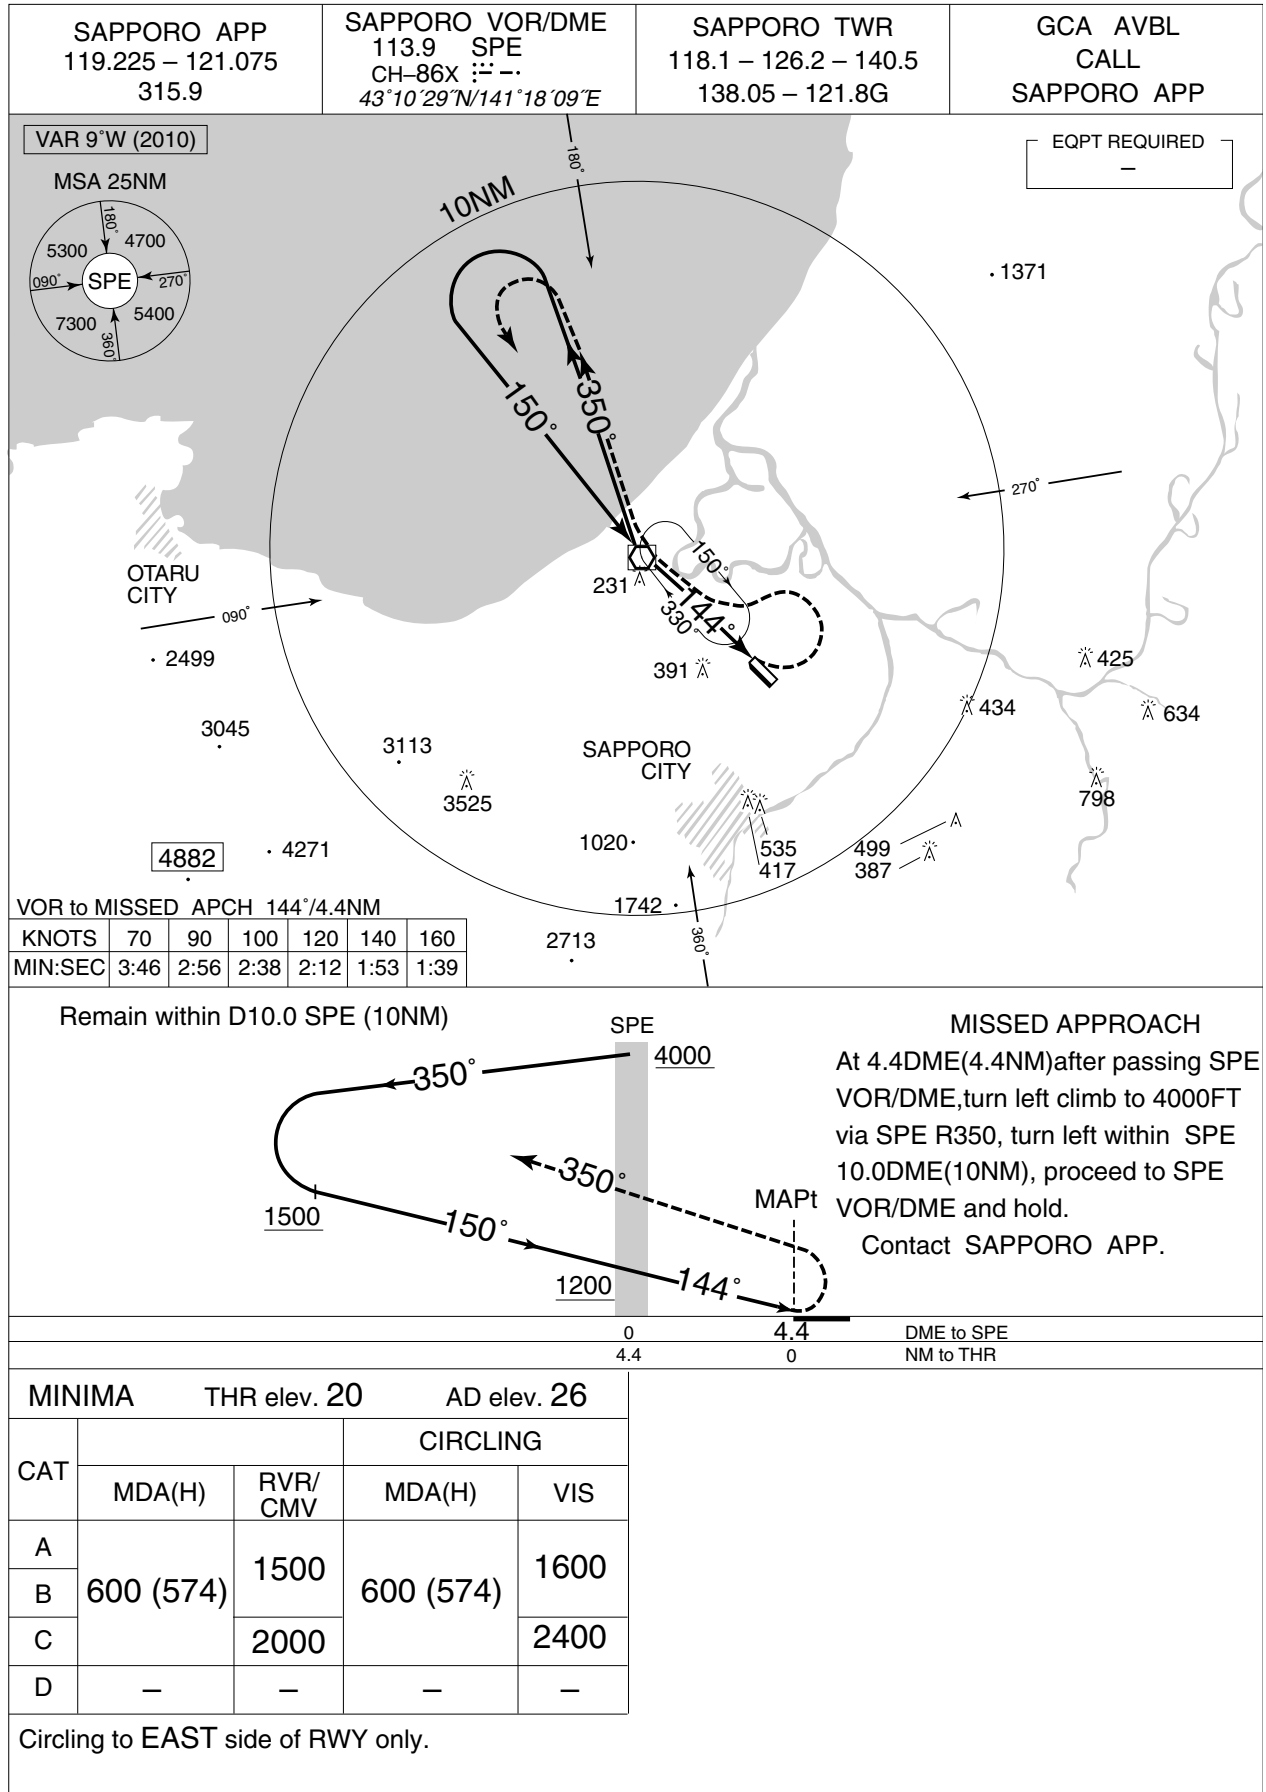 SAPPORO APP
119.225 – 121.075
315.9
SAPPORO VOR/DME
113.9 SPE
CH–86X
43°10´29˝N/141°18´09˝E
SAPPORO TWR
118.1 – 126.2 – 140.5
138.05 – 121.8G
GCA AVBL
CALL
SAPPORO APP
VAR 9°W (2010)
EQPT REQUIRED
–
MSA 25NM
180°
5300
4700
090°
SPE
270°
7300
5400
360°
180°
10NM
1371
350°
150°
270°
150°
231
330°
144°
OTARU
CITY
090°
2499
391
425
434
634
3045
3113
3525
SAPPORO
CITY
798
1020
535
417
499
387
4882
4271
1742
360°
2713
VOR to MISSED APCH 144°/4.4NM
KNOTS 70 90 100 120 140 160
MIN:SEC 3:46 2:56 2:38 2:12 1:53 1:39
Remain within D10.0 SPE (10NM)
SPE
4000
350°
350°
1500
150°
1200
144°
MAPt
MISSED APPROACH
At 4.4DME(4.4NM)after passing SPE
VOR/DME,turn left climb to 4000FT
via SPE R350, turn left within SPE
10.0DME(10NM), proceed to SPE
VOR/DME and hold.
Contact SAPPORO APP.
0 4.4 DME to SPE
4.4 0 NM to THR
MINIMA THR elev. 20 AD elev. 26
CAT
CIRCLING
MDA(H) RVR/
CMV
MDA(H) VIS
A
B
C
600 (574)
1500
2000
600 (574)
1600
2400
D – – – –
Circling to EAST side of RWY only.